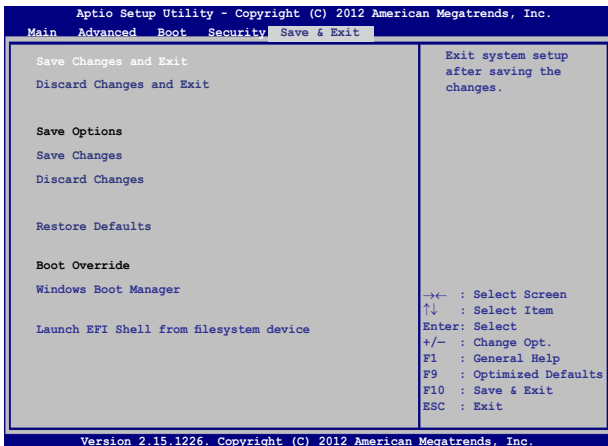 Aptio Setup Utility - Copyright (C) 2012 American Megatrends, Inc.
Main Advanced Boot Security Save & Exit
Save Changes and Exit
Discard Changes and Exit
Save Options
Save Changes
Discard Changes
Restore Defaults
Boot Override
Windows Boot Manager
Launch EFI Shell from filesystem device
Exit system setup
after saving the
changes.
→← : Select Screen
↑↓ : Select Item
Enter: Select
+/— : Change Opt.
F1 : General Help
F9 : Optimized Defaults
F10 : Save & Exit
ESC : Exit
Version 2.15.1226. Copyright (C) 2012 American Megatrends, Inc.